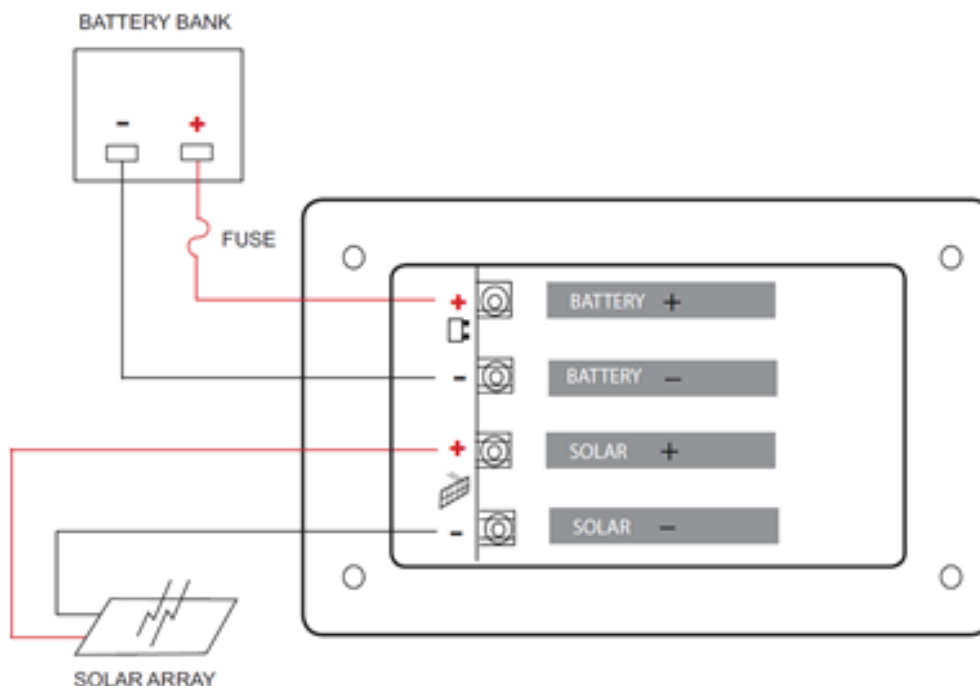 BATTERY BANK
- +
FUSE
+ BATTERY +
- BATTERY -
+ SOLAR +
- SOLAR -
SOLAR ARRAY